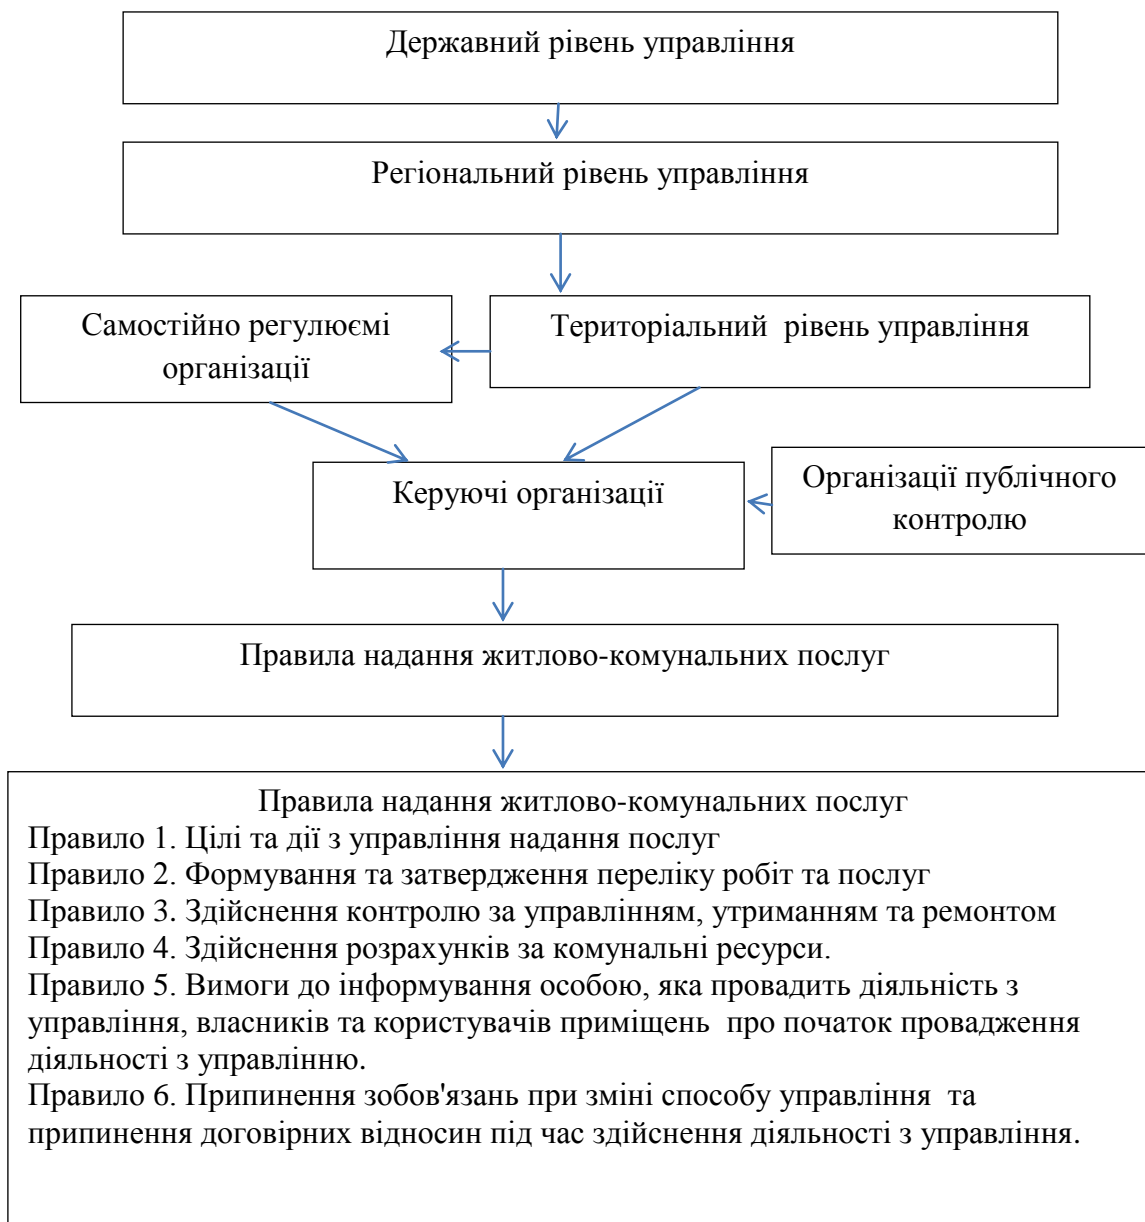 Державний рівень управління
Регіональний рівень управління
Самостійно регулюємі
організації
Територіальний рівень управління
Керуючі організації
Організації публічного
контролю
Правила надання житлово-комунальних послуг
Правила надання житлово-комунальних послуг
Правило 1. Цілі та дії з управління надання послуг
Правило 2. Формування та затвердження переліку робіт та послуг
Правило 3. Здійснення контролю за управлінням, утриманням та ремонтом
Правило 4. Здійснення розрахунків за комунальні ресурси.
Правило 5. Вимоги до інформування особою, яка провадить діяльність з
управління, власників та користувачів приміщень про початок провадження
діяльності з управлінню.
Правило 6. Припинення зобов'язань при зміні способу управління та
припинення договірних відносин під час здійснення діяльності з управління.